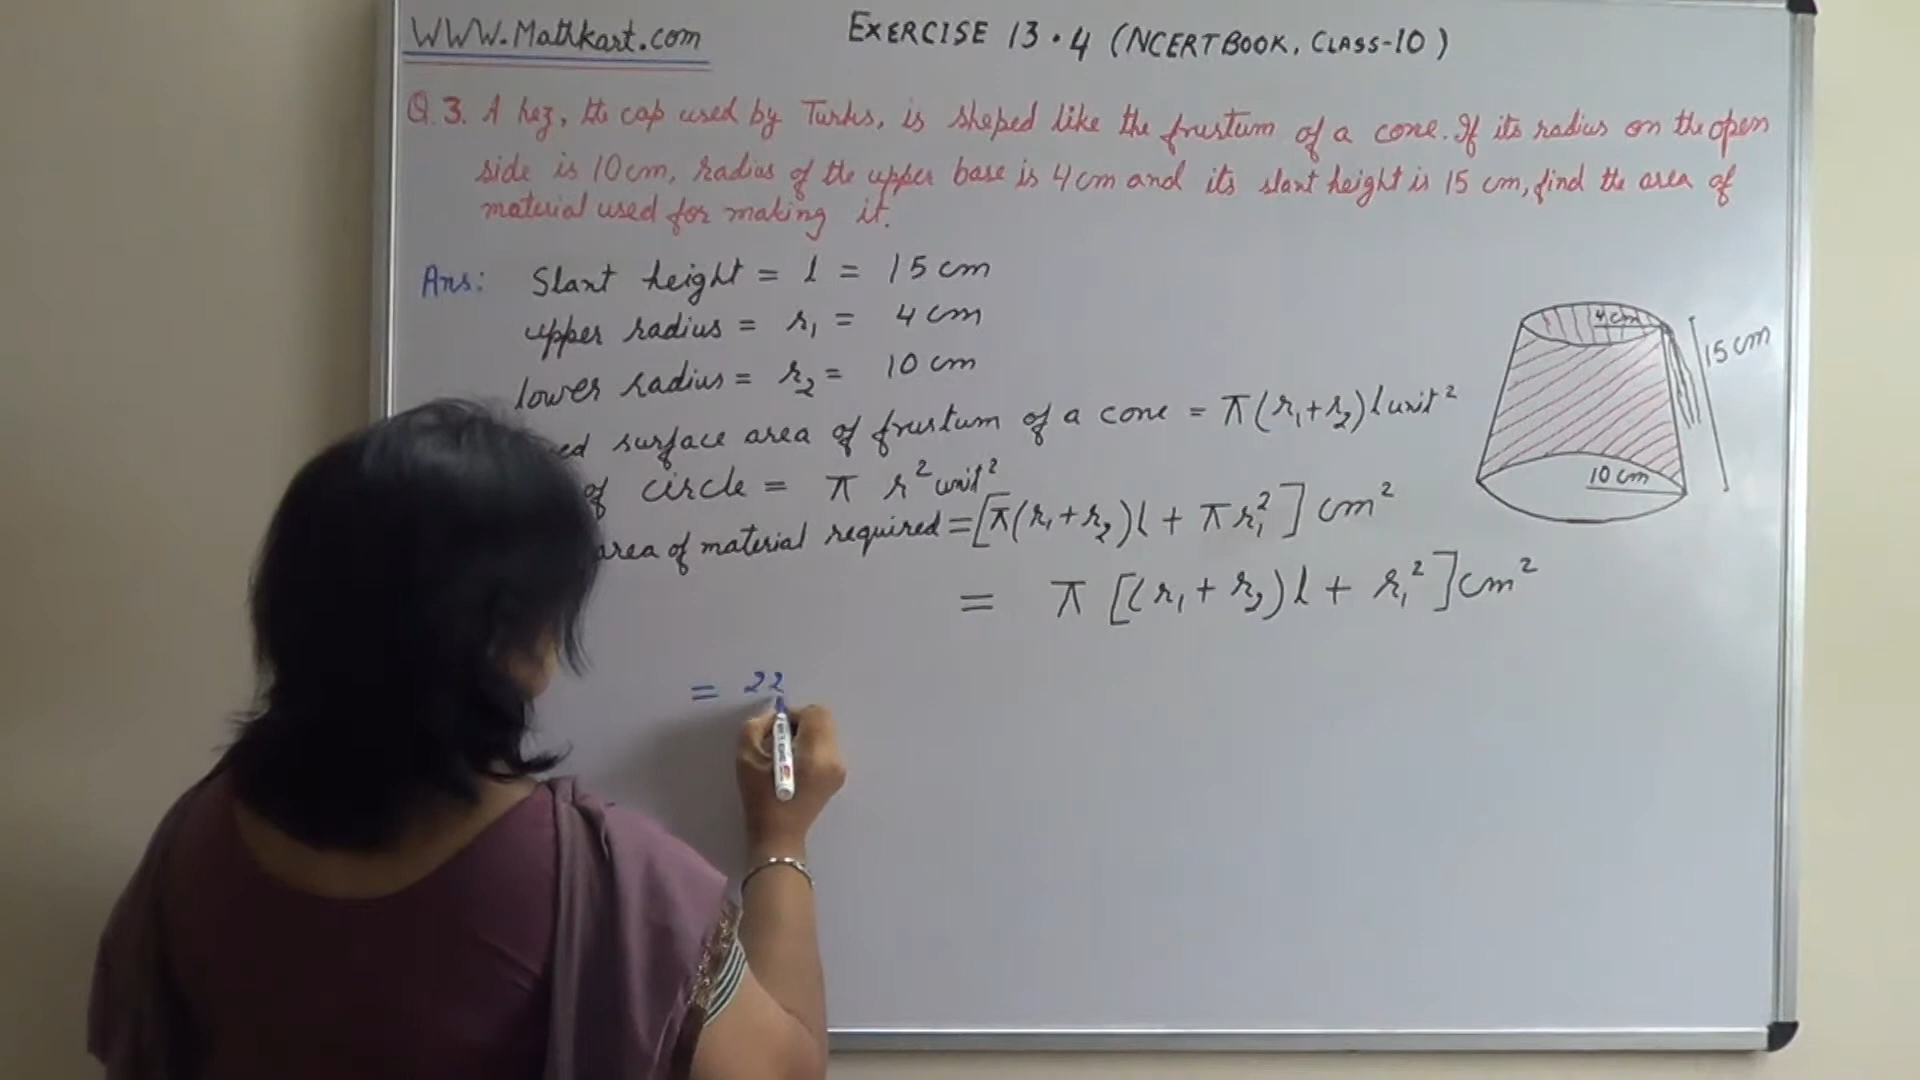 WWW.Mathkart.com
EXERCISE 13.4 (NCERT BOOK, CLASS-10)
Q.3. A hez, the cap used by Turks, is shaped like the frustum of a cone. If its radius on the open
side is 10 cm, radius of the upper base is 4 cm and its slant height is 15 cm, find the area of
material used for making it.
Ans: Slant height = l = 15 cm
upper radius = r₁ = 4 cm
lower radius = r₂ = 10 cm
surface area of frustum of a cone = π(r₁+r₂)l unit²
of circle = π r² unit²
area of material required = [π(r₁+r₂)l + πr₁²] cm²
= π [(r₁+r₂)l + r₁²] cm²
= 22
4 cm
15 cm
10 cm